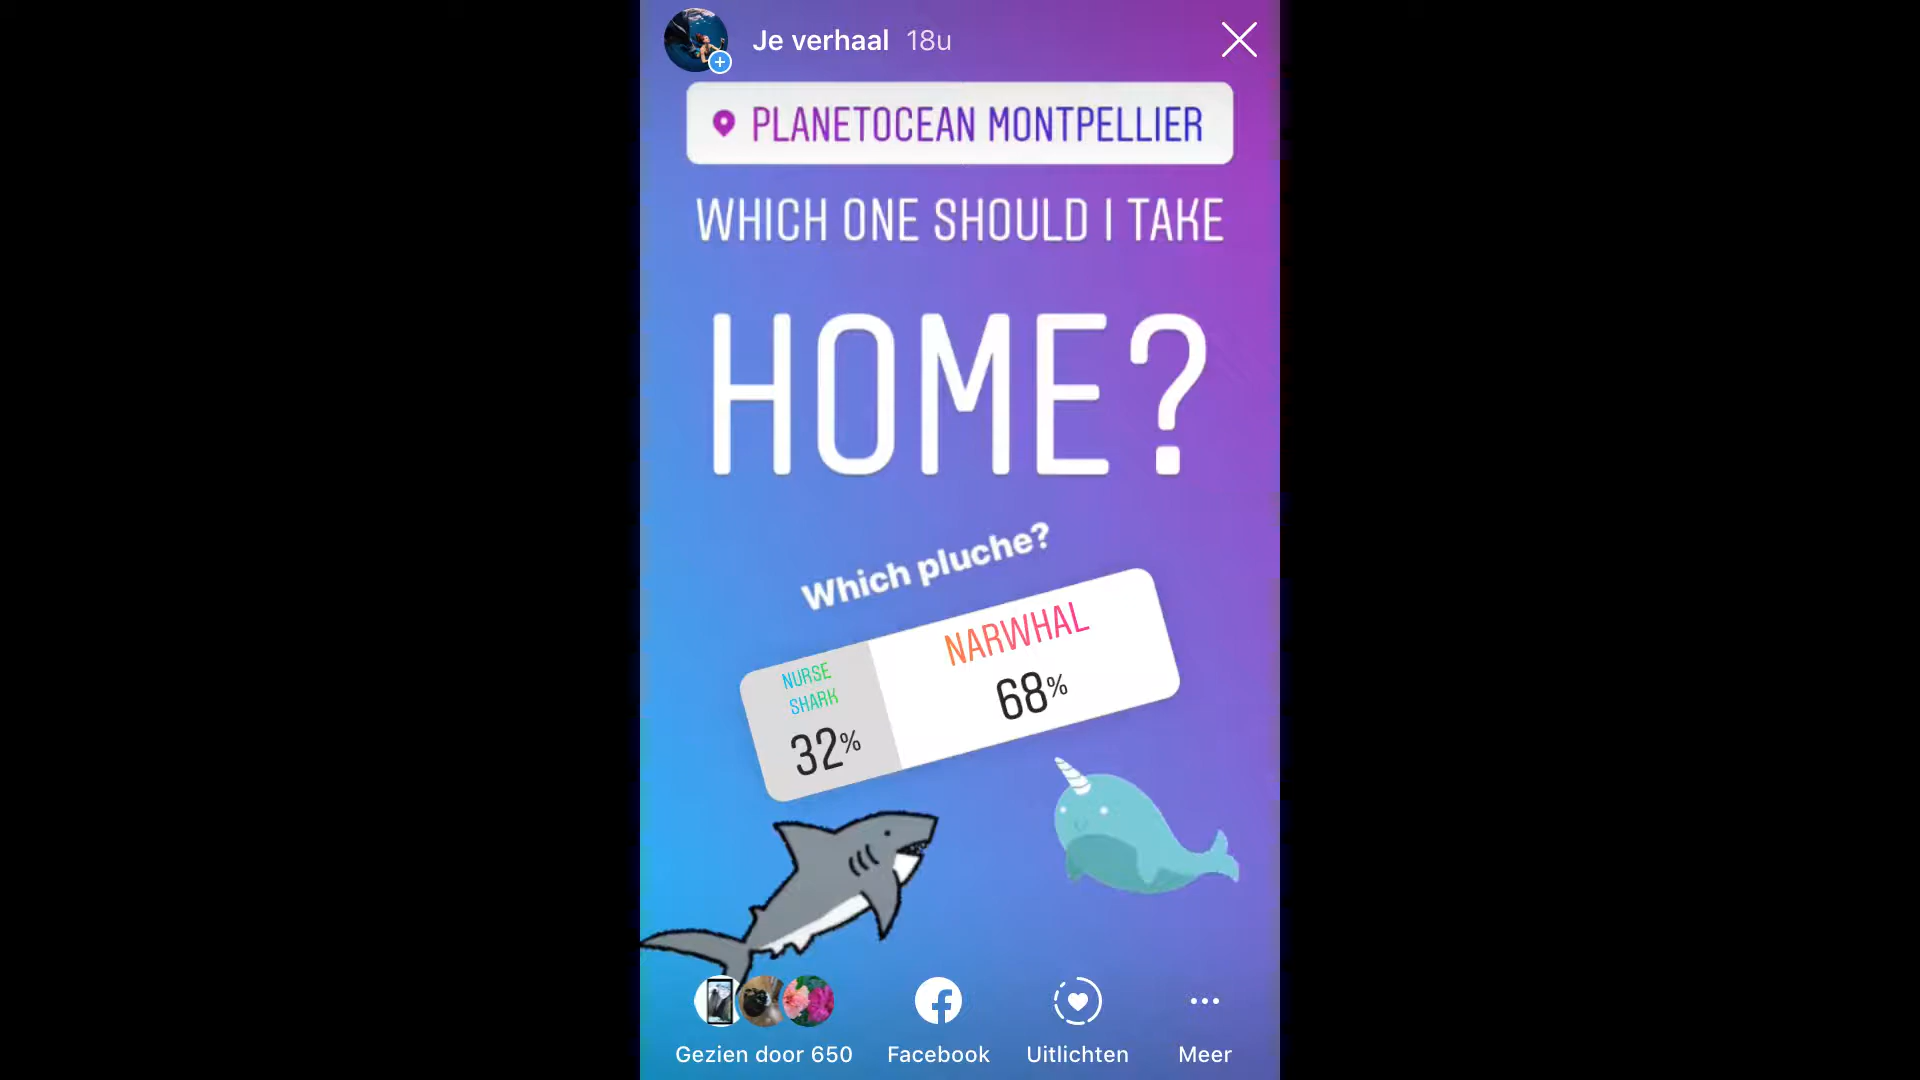 Je verhaal 18u
PLANETOCEAN MONTPELLIER
WHICH ONE SHOULD I TAKE
HOME?
Which pluche?
NURSE
SHARK
32%
NARWHAL
68%
Gezien door 650
Facebook
Uitlichten
Meer